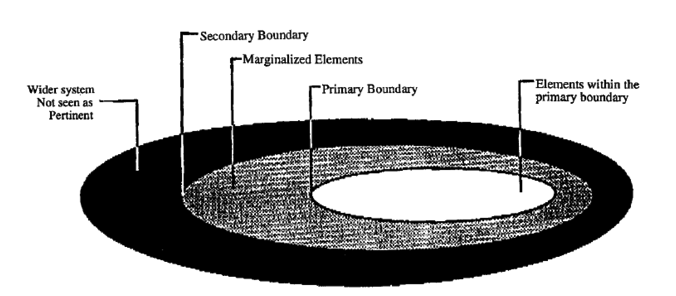 Secondary Boundary
Marginalized Elements
Wider system
Not seen as
Pertinent
Primary Boundary
Elements within the
primary boundary